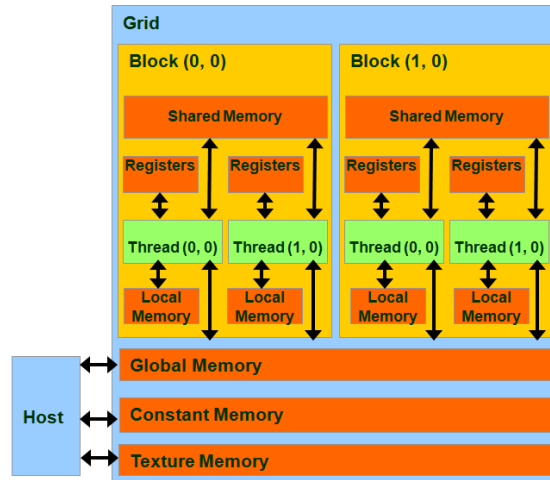 Grid
Block (0, 0)
Block (1, 0)
Shared Memory
Shared Memory
Registers
Registers
Registers
Registers
Thread (0, 0)
Thread (1, 0)
Thread (0, 0)
Thread (1, 0)
Local
Memory
Local
Memory
Local
Memory
Local
Memory
Host
Global Memory
Constant Memory
Texture Memory